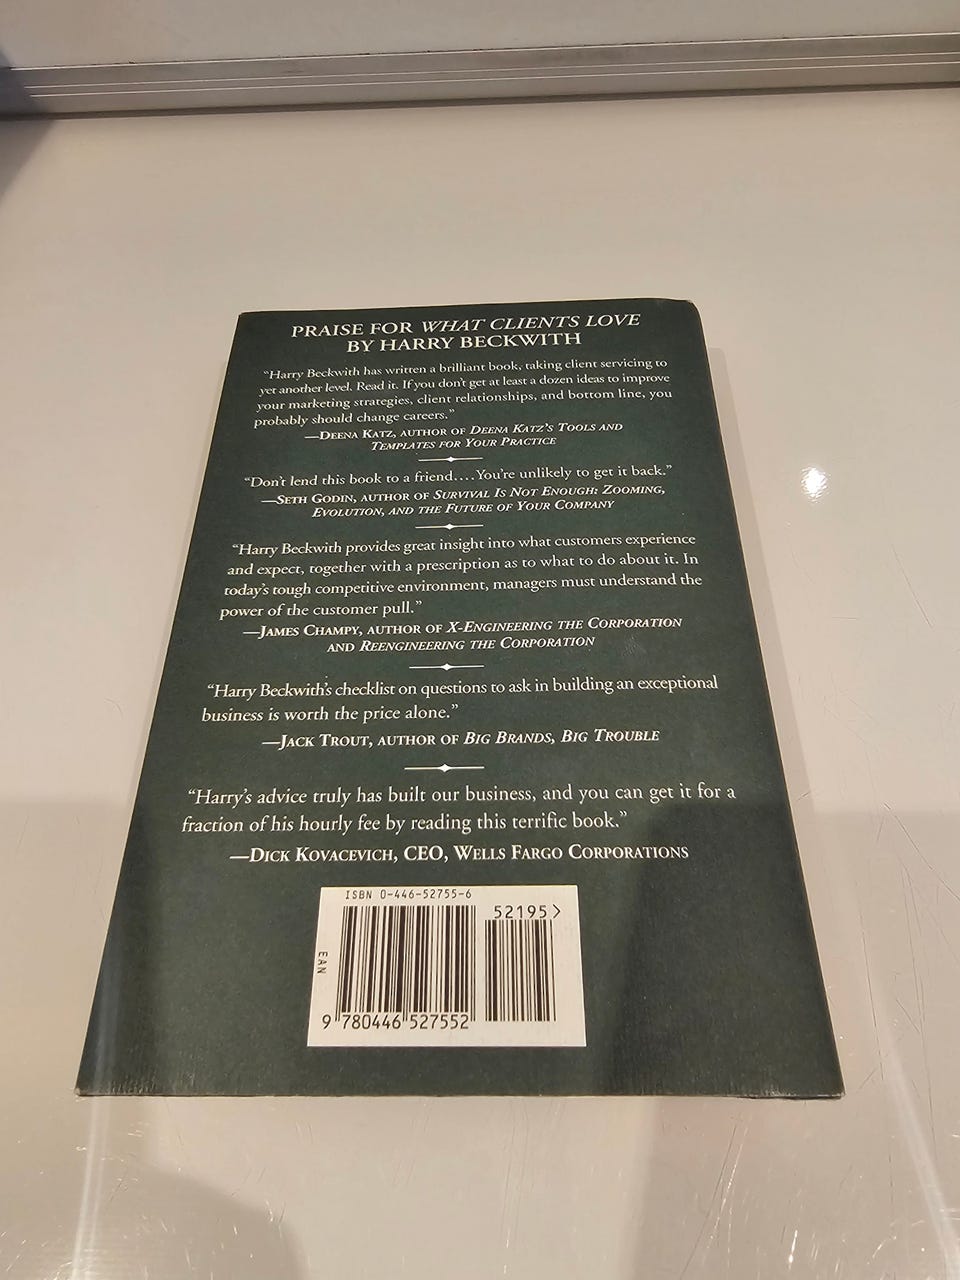 PRAISE FOR WHAT CLIENTS LOVE
BY HARRY BECKWITH
“Harry Beckwith has written a brilliant book, taking client servicing to
yet another level. Read it. If you don’t get at least a dozen ideas to improve
your marketing strategies, client relationships, and bottom line, you
probably should change careers.”
—DEENA KATZ, AUTHOR OF DEENA KATZ’S TOOLS AND
TEMPLATES FOR YOUR PRACTICE
“Don’t lend this book to a friend.... You’re unlikely to get it back.”
—SETH GODIN, AUTHOR OF SURVIVAL IS NOT ENOUGH: ZOOMING,
EVOLUTION, AND THE FUTURE OF YOUR COMPANY
“Harry Beckwith provides great insight into what customers experience
and expect, together with a prescription as to what to do about it. In
today’s tough competitive environment, managers must understand the
power of the customer pull.”
—JAMES CHAMPY, AUTHOR OF X-ENGINEERING THE CORPORATION
AND REENGINEERING THE CORPORATION
“Harry Beckwith’s checklist on questions to ask in building an exceptional
business is worth the price alone.”
—JACK TROUT, AUTHOR OF BIG BRANDS, BIG TROUBLE
“Harry’s advice truly has built our business, and you can get it for a
fraction of his hourly fee by reading this terrific book.”
—DICK KOVACEVICH, CEO, WELLS FARGO CORPORATIONS
ISBN 0-446-52755-6
52195>
EAN
9 780446 527552